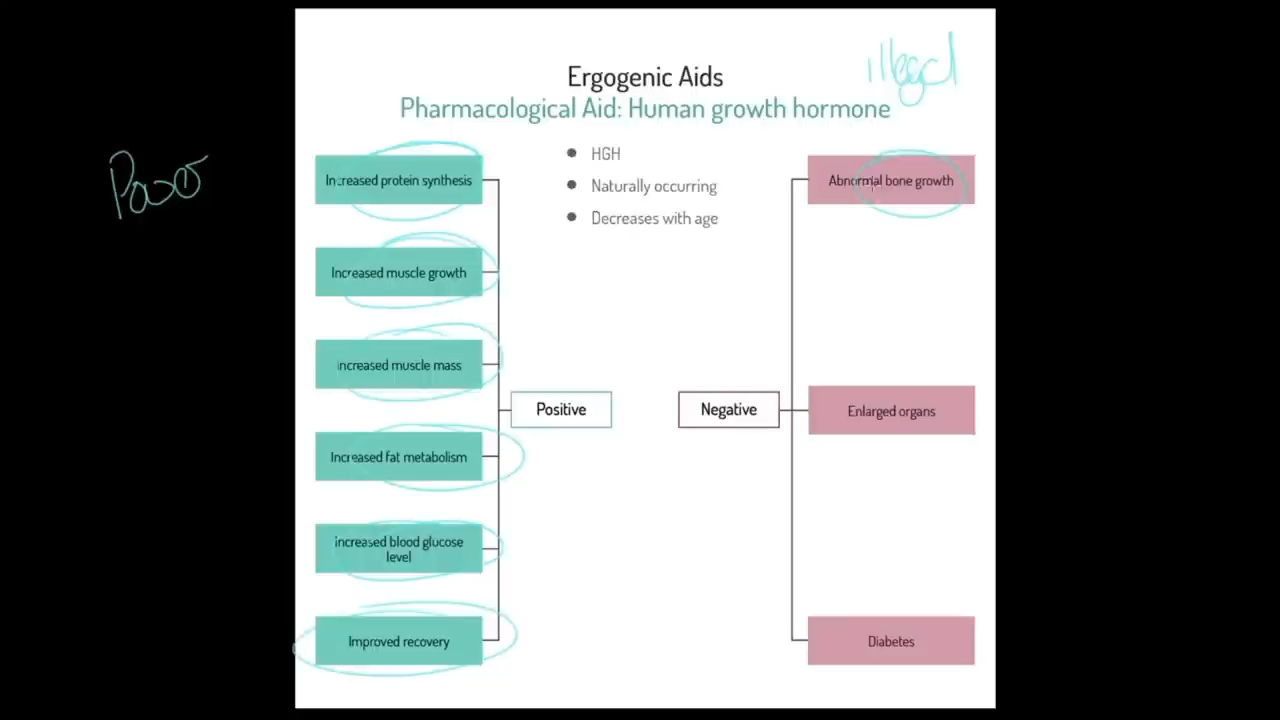 illegal
Ergogenic Aids
Pharmacological Aid: Human growth hormone
HGH
Naturally occurring
Decreases with age
Increased protein synthesis
Increased muscle growth
Increased muscle mass
Increased fat metabolism
Increased blood glucose
level
Improved recovery
Positive
Negative
Abnormal bone growth
Enlarged organs
Diabetes